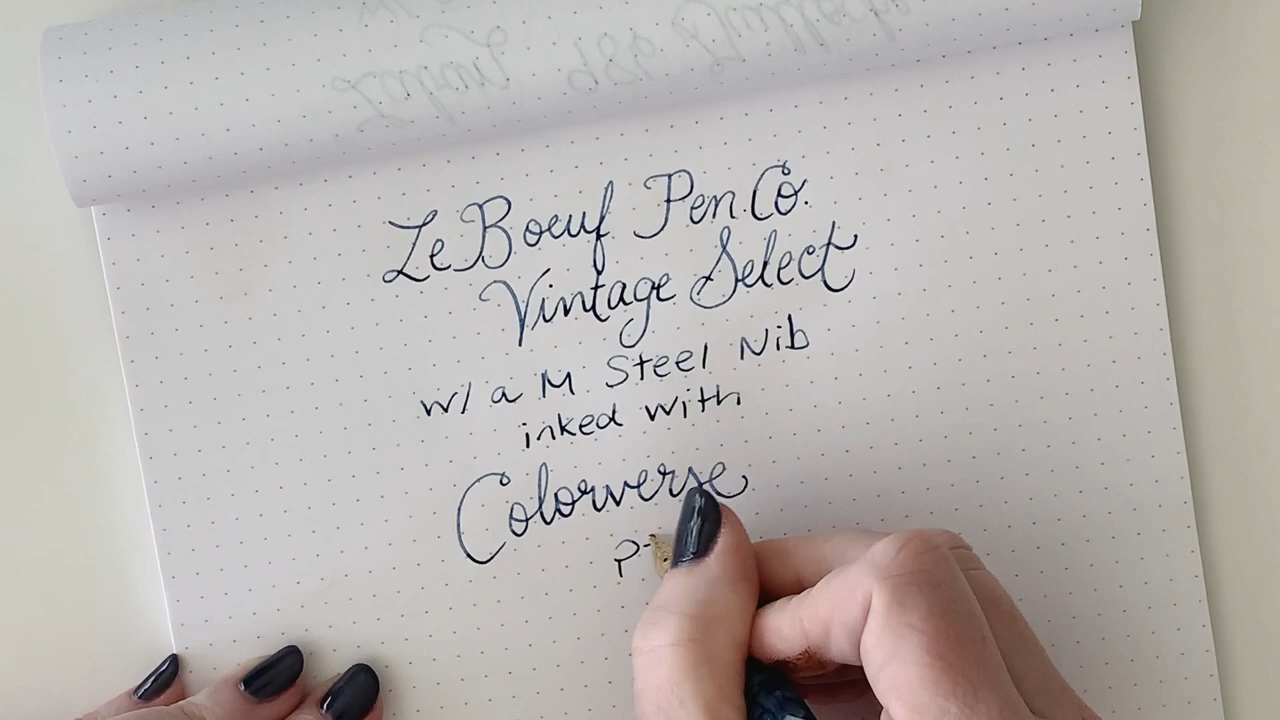 LeBoeuf Pen Co.
Vintage Select
w/ a M Steel Nib
inked with
Colorverse